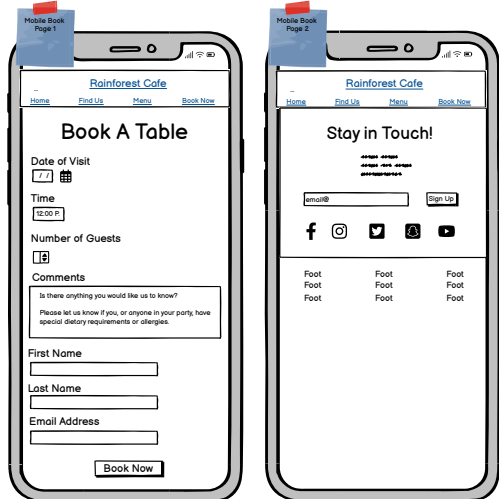 Mobile Book
Page 1
Rainforest Cafe
Home Find Us Menu Book Now
Book A Table
Date of Visit
/ /
Time
12:00 P.
Number of Guests
Comments
Is there anything you would like us to know?
Please let us know if you, or anyone in your party, have
special dietary requirements or allergies.
First Name
Last Name
Email Address
Book Now
Mobile Book
Page 2
Rainforest Cafe
Home Find Us Menu Book Now
Stay in Touch!
email@ Sign Up
Foot Foot Foot
Foot Foot Foot
Foot Foot Foot